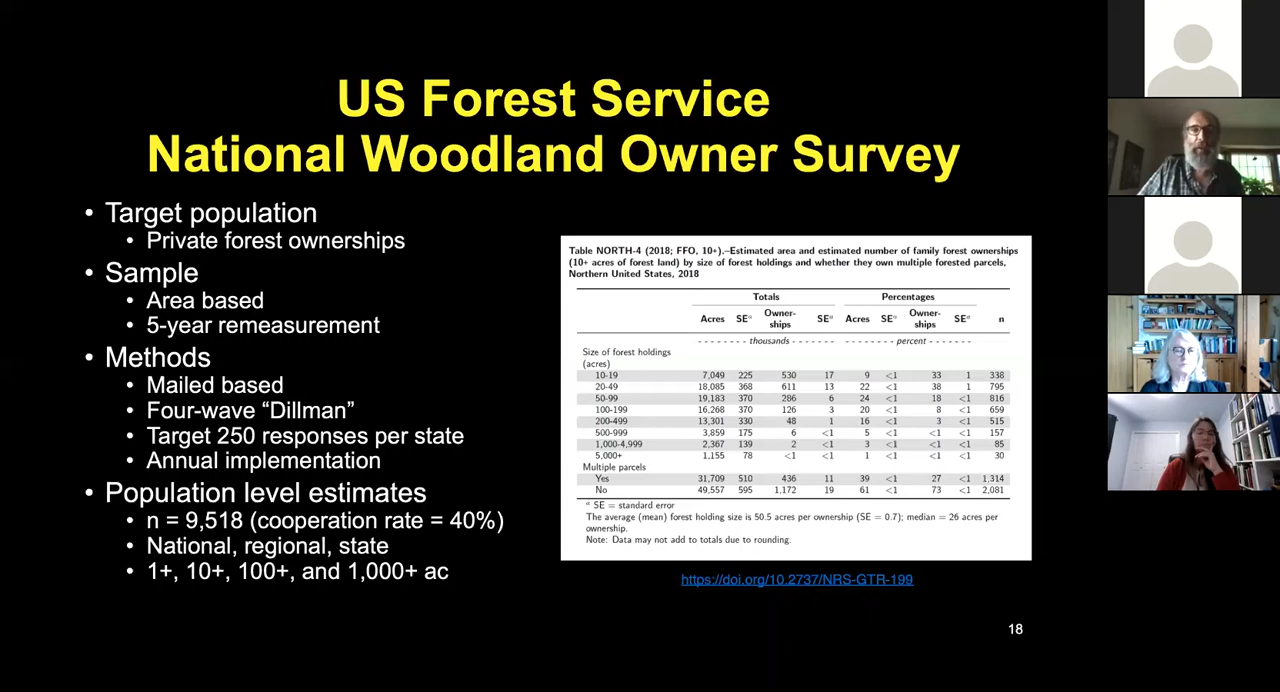 US Forest Service
National Woodland Owner Survey
• Target population
• Private forest ownerships
• Sample
• Area based
• 5-year remeasurement
• Methods
• Mailed based
• Four-wave “Dillman”
• Target 250 responses per state
• Annual implementation
• Population level estimates
• n = 9,518 (cooperation rate = 40%)
• National, regional, state
• 1+, 10+, 100+, and 1,000+ ac
Table NORTH-4 (2018; FFO, 10+).–Estimated area and estimated number of family forest ownerships
(10+ acres of forest land) by size of forest holdings and whether they own multiple forested parcels,
Northern United States, 2018
Totals Percentages
Acres SEᵃ Owner-ships SEᵃ Acres SEᵃ Owner-ships SEᵃ n
- - - - - - - - thousands - - - - - - - - - - - - - - - percent - - - - - - -
Size of forest holdings
(acres)
10-19 7,049 225 530 17 9 <1 33 1 338
20-49 18,085 368 611 13 22 <1 38 1 795
50-99 19,183 370 286 6 24 <1 18 <1 816
100-199 16,268 370 126 3 20 <1 8 <1 659
200-499 13,301 330 48 1 16 <1 3 <1 515
500-999 3,859 175 6 <1 5 <1 <1 <1 157
1,000-4,999 2,367 139 2 <1 3 <1 <1 <1 85
5,000+ 1,155 78 <1 <1 1 <1 <1 <1 30
Multiple parcels
Yes 31,709 510 436 11 39 <1 27 <1 1,314
No 49,557 595 1,172 19 61 <1 73 <1 2,081
ᵃ SE = standard error
The average (mean) forest holding size is 50.5 acres per ownership (SE = 0.7); median = 26 acres per
ownership.
Note: Data may not add to totals due to rounding.
https://doi.org/10.2737/NRS-GTR-199
18